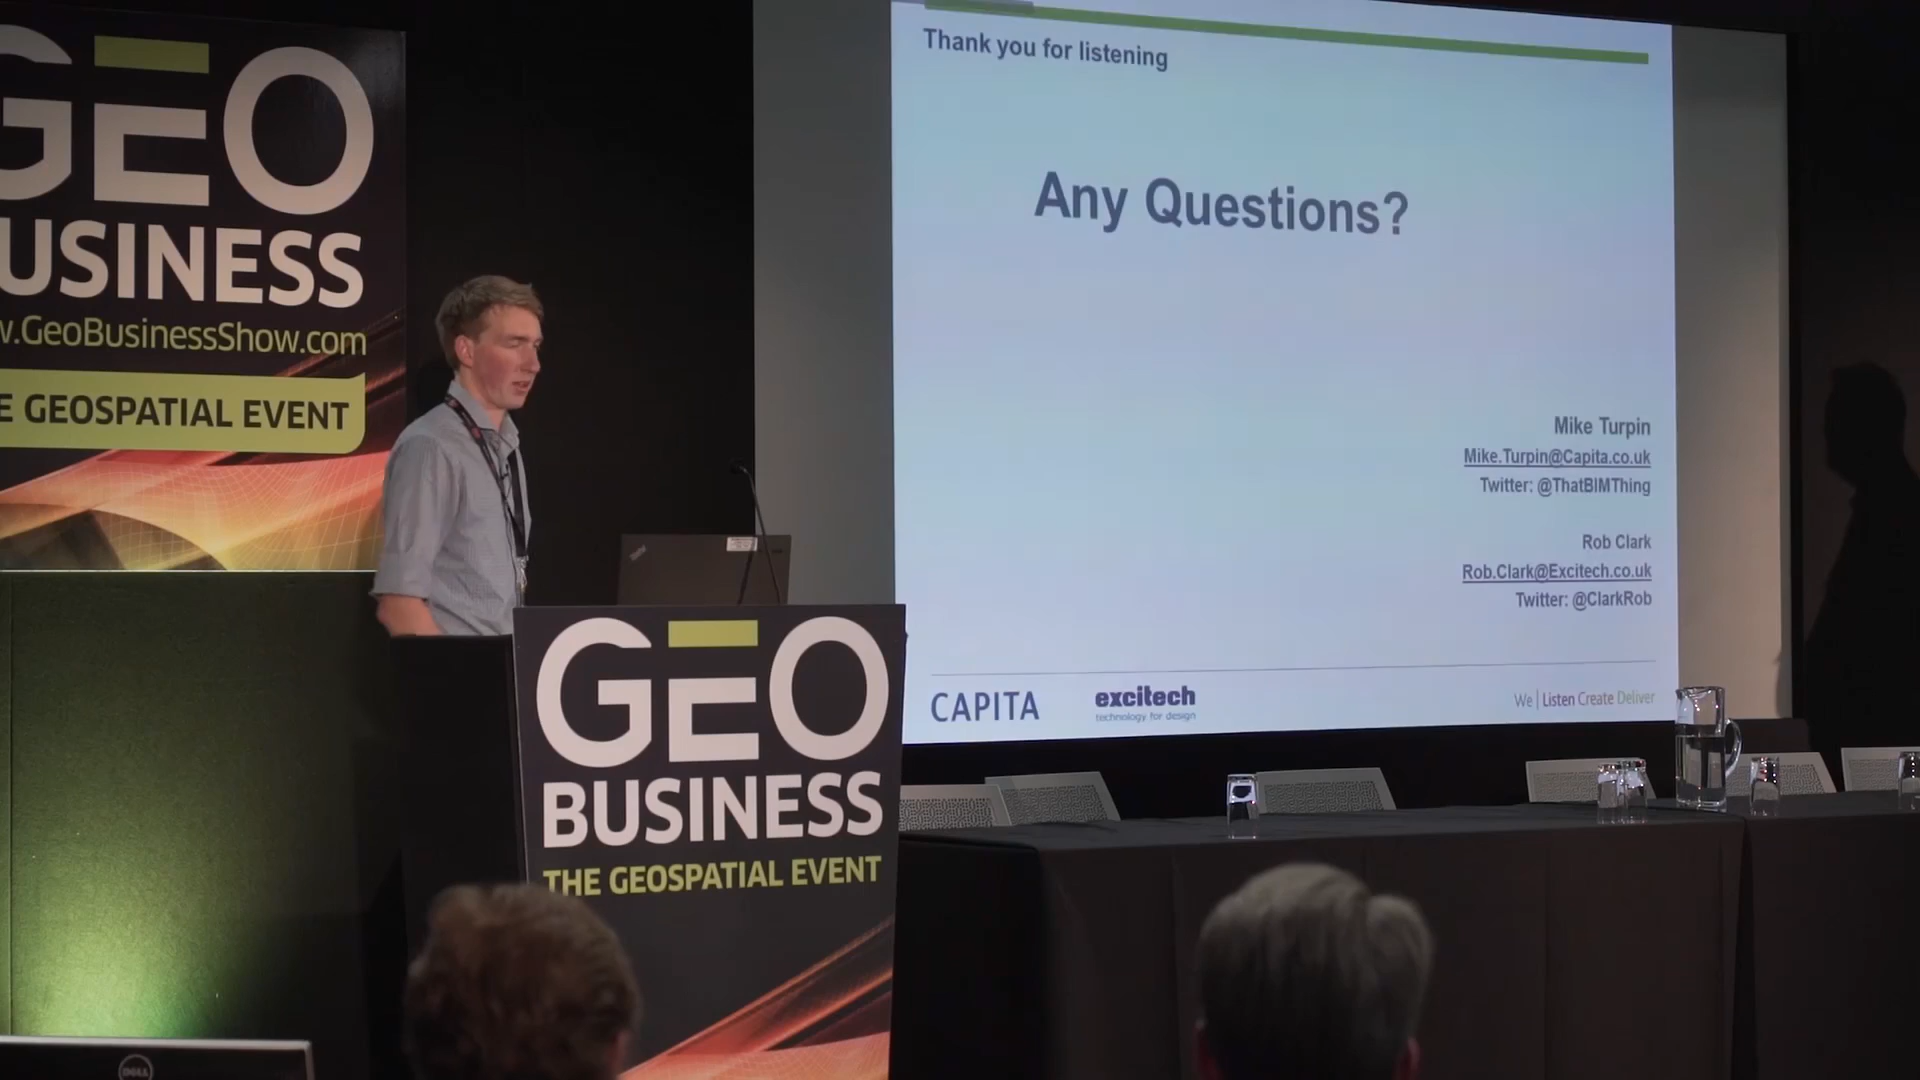 GEO
BUSINESS
w.GeoBusinessShow.com
E GEOSPATIAL EVENT
Thank you for listening
Any Questions?
Mike Turpin
Mike.Turpin@Capita.co.uk
Twitter: @ThatBIMThing
Rob Clark
Rob.Clark@Excitech.co.uk
Twitter: @ClarkRob
CAPITA
excitech
technology for design
We | Listen Create Deliver
GEO
BUSINESS
THE GEOSPATIAL EVENT
DELL